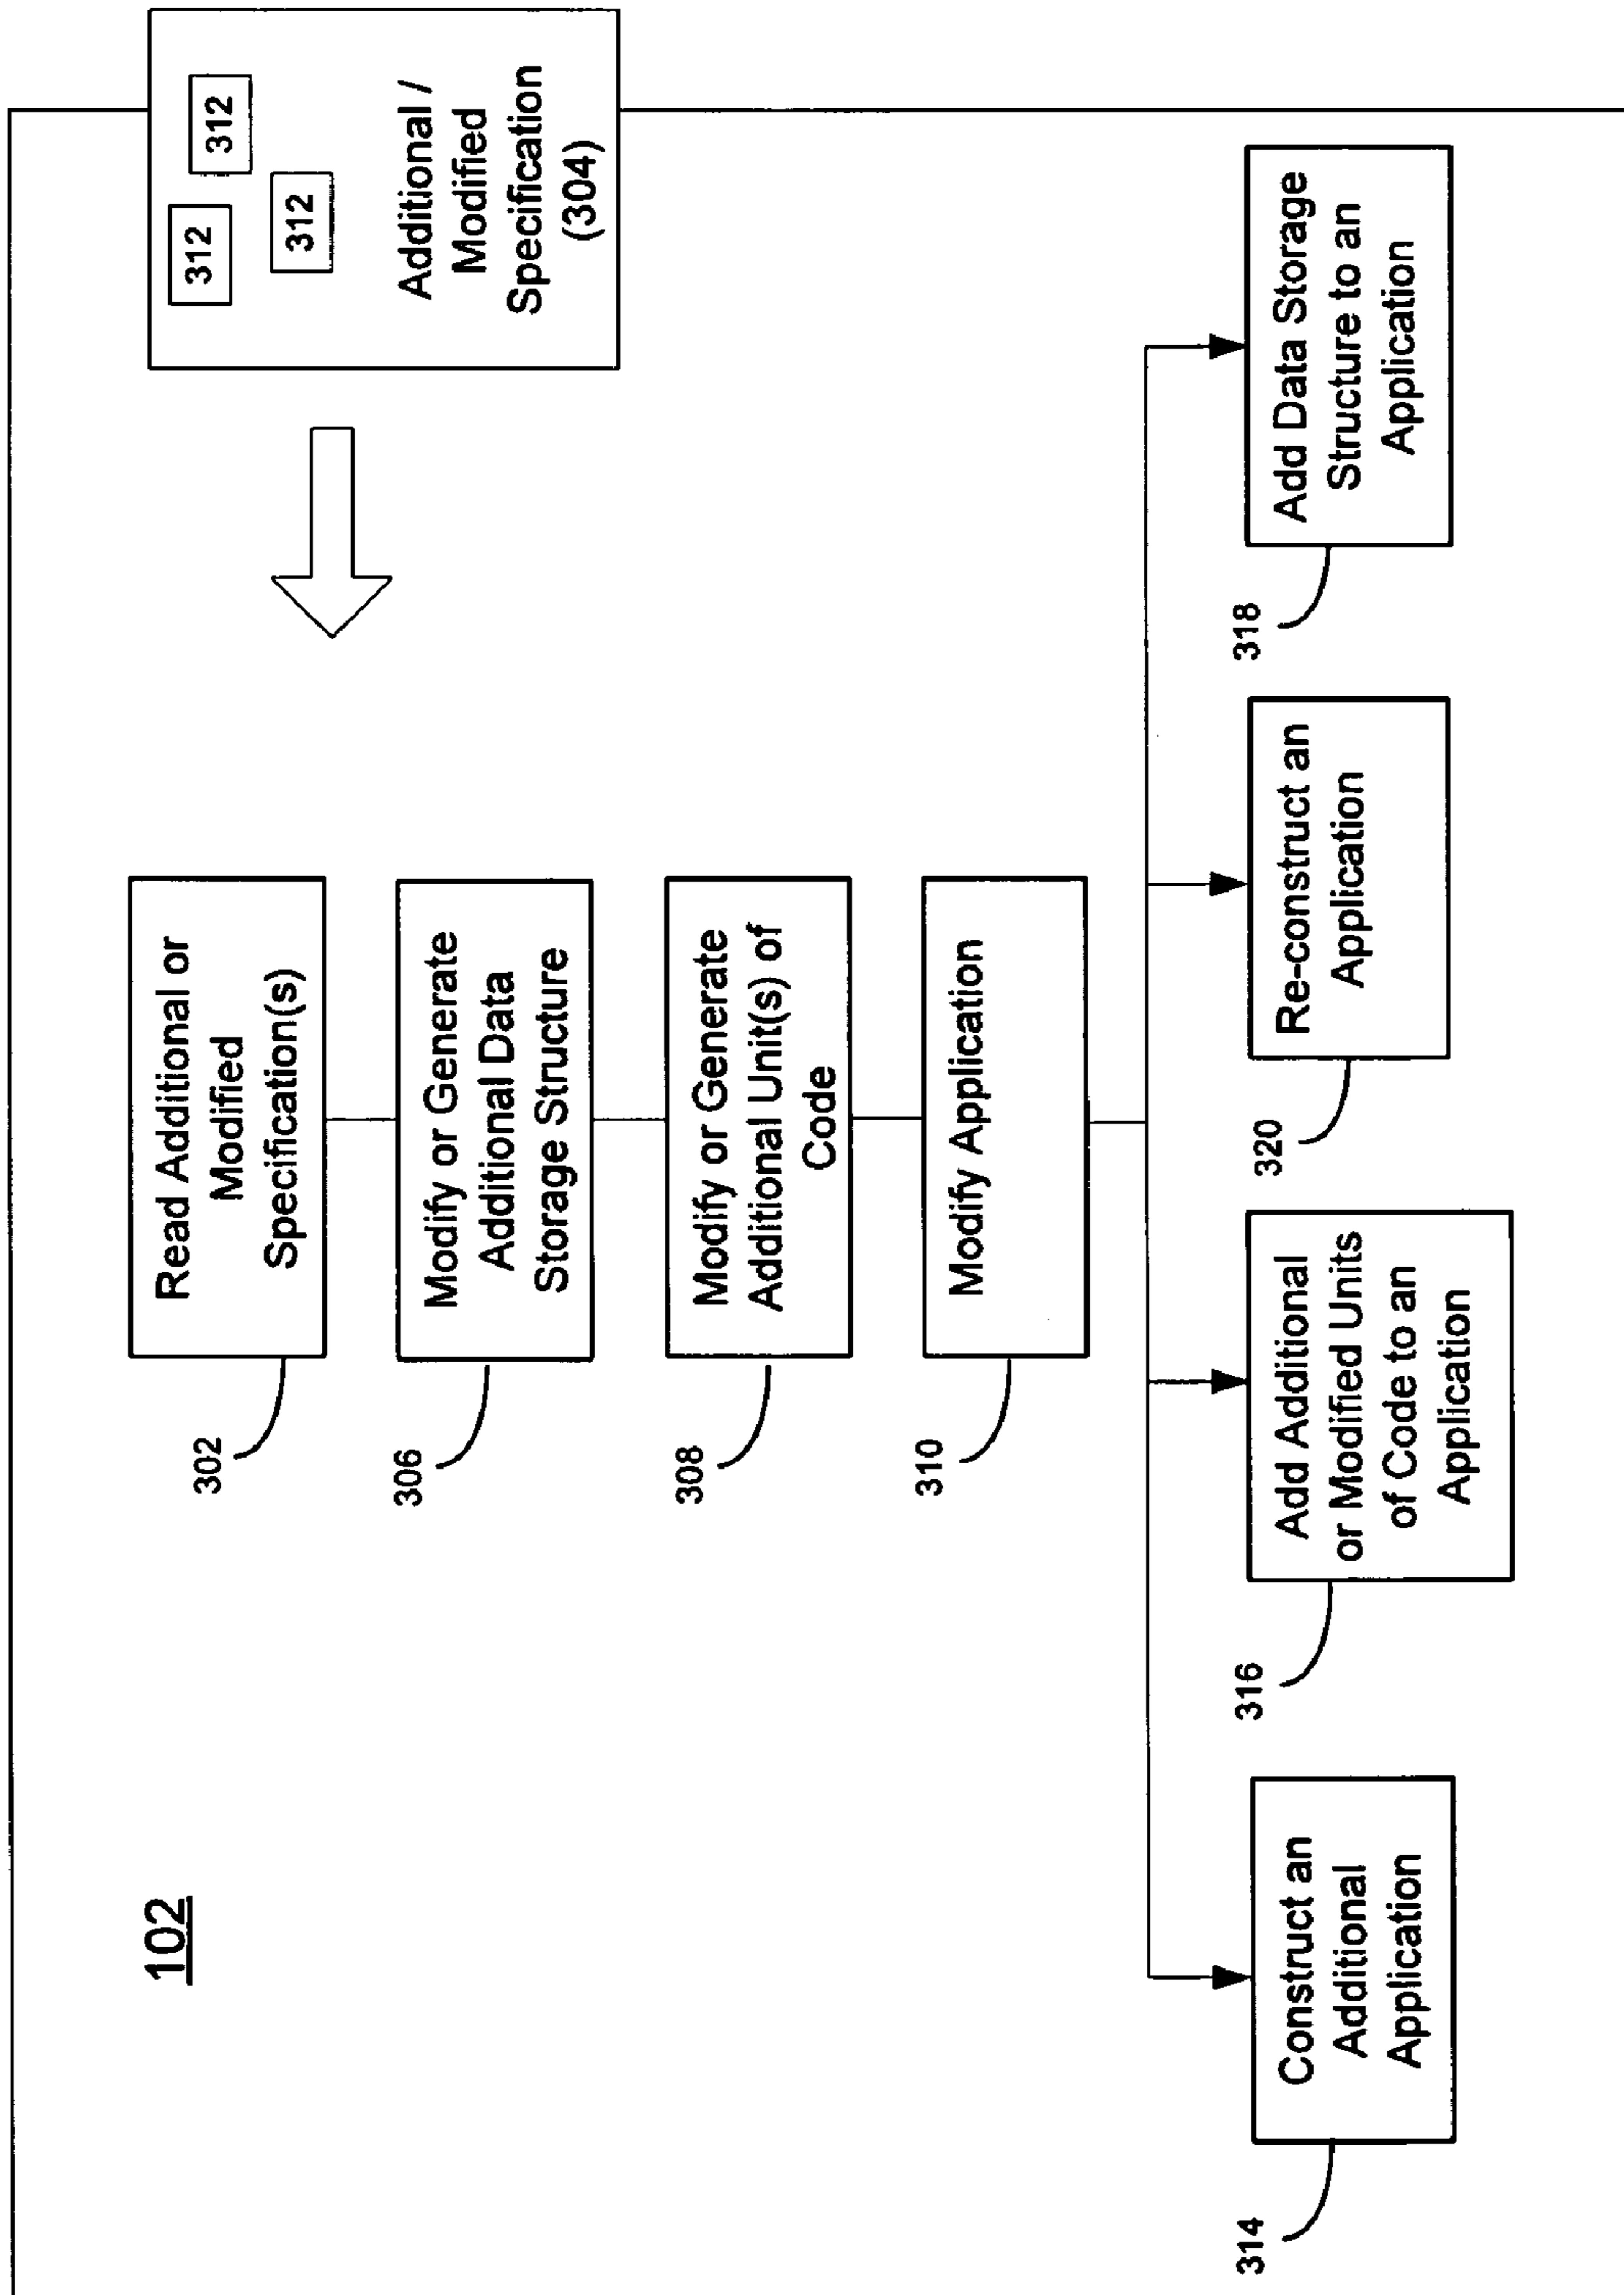 102
302
Read Additional or
Modified
Specification(s)
312
312
312
Additional /
Modified
Specification
(304)
306
Modify or Generate
Additional Data
Storage Structure
308
Modify or Generate
Additional Unit(s) of
Code
310
Modify Application
314
Construct an
Additional
Application
316
Add Additional
or Modified Units
of Code to an
Application
320
Re-construct an
Application
318
Add Data Storage
Structure to an
Application